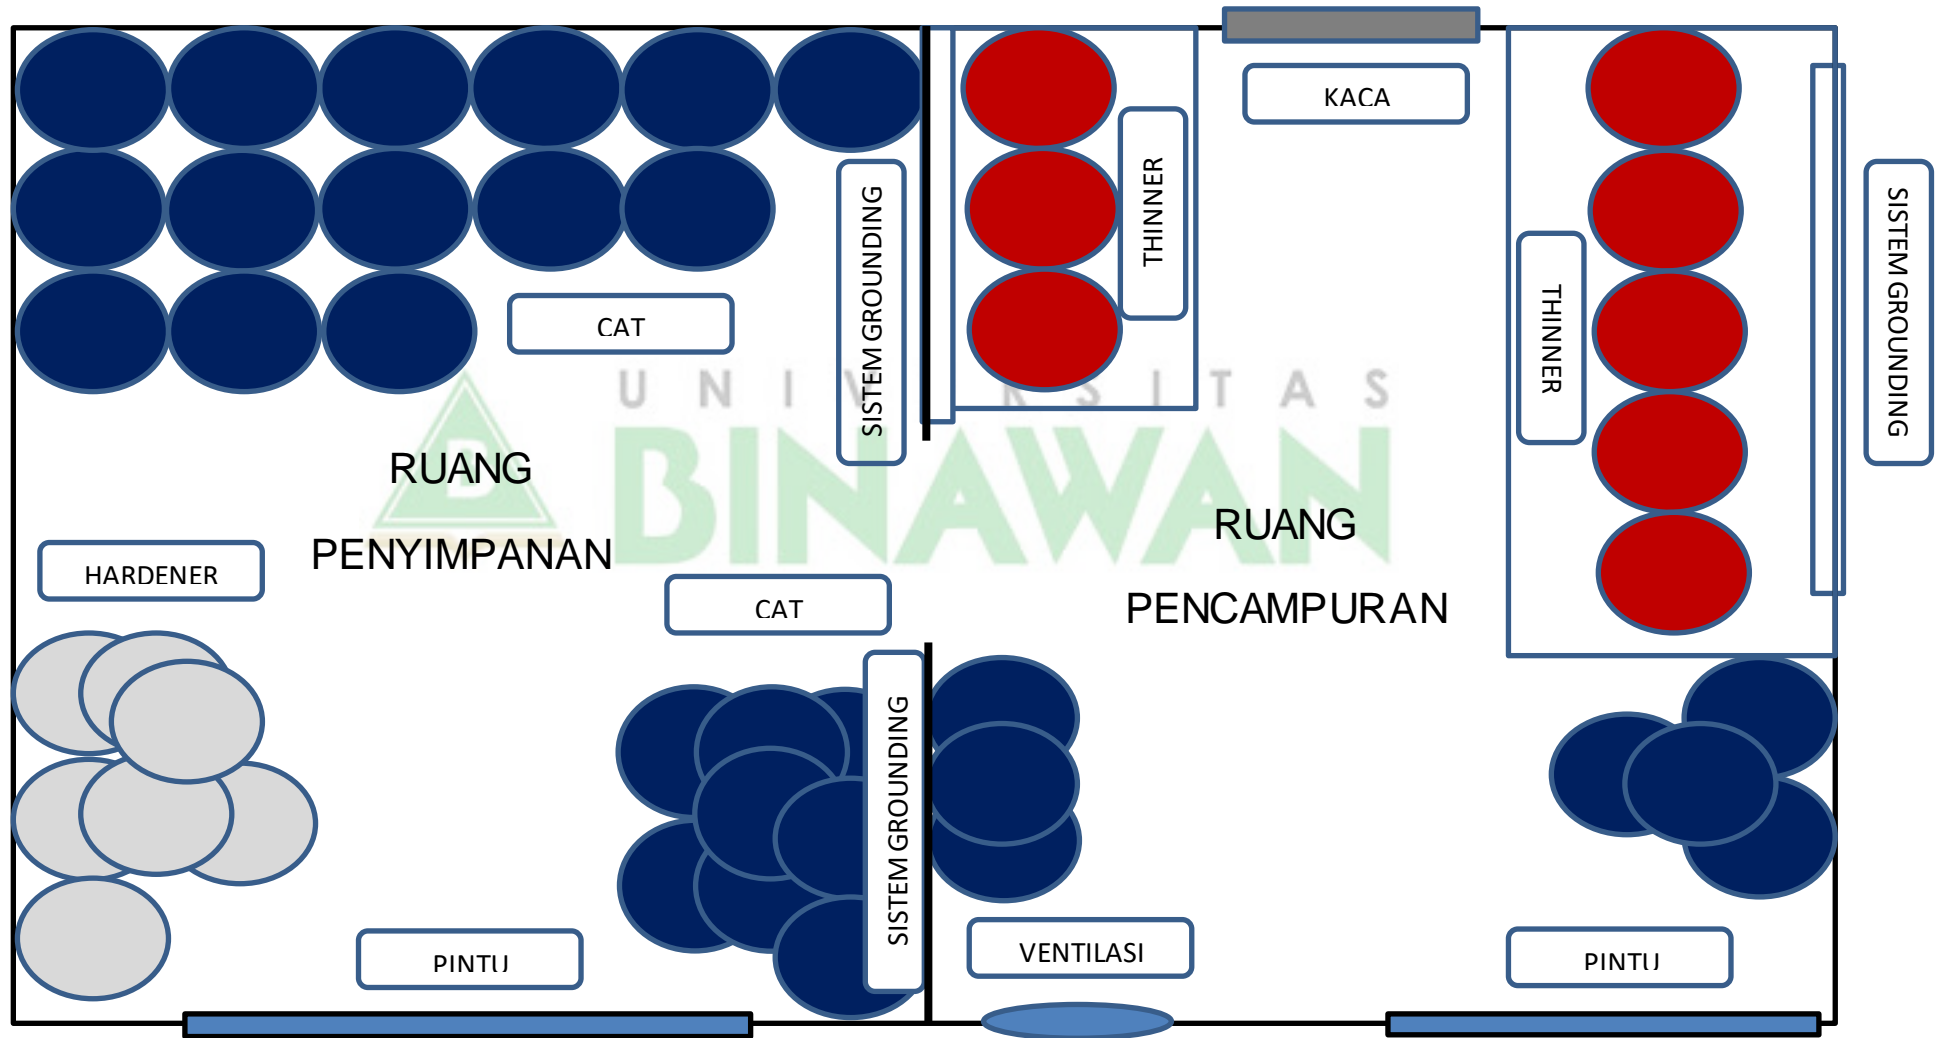 KACA
THINNER
SISTEM GROUNDING
SISTEM GROUNDING
THINNER
CAT
UNIVERSITAS
BINAWAN
RUANG
PENYIMPANAN
RUANG
PENCAMPURAN
HARDENER
CAT
SISTEM GROUNDING
PINTU
VENTILASI
PINTU